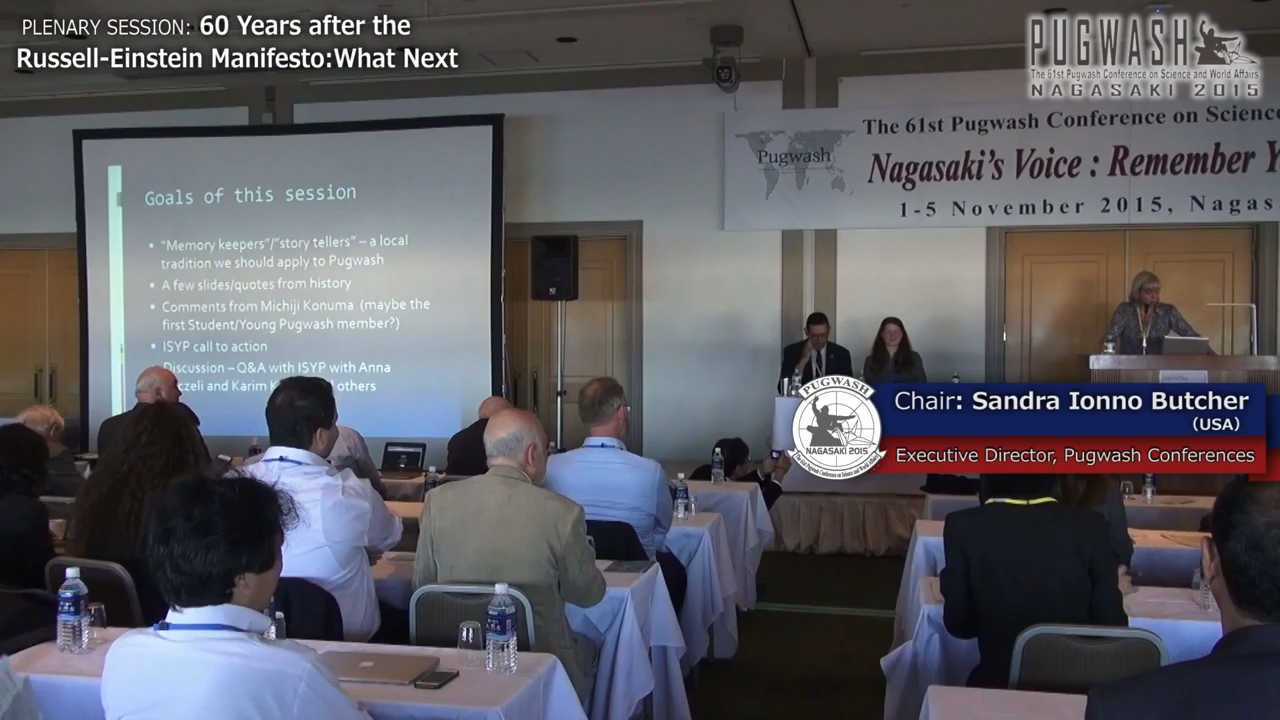 PLENARY SESSION: 60 Years after the
Russell-Einstein Manifesto:What Next
PUGWASH
The 61st Pugwash Conference on Science and World Affairs
NAGASAKI 2015
Goals of this session
• “Memory keepers”/“story tellers” – a local
tradition we should apply to Pugwash
• A few slides/quotes from history
• Comments from Michiji Konuma (maybe the
first Student/Young Pugwash member?)
• ISYP call to action
Discussion – Q&A with ISYP with Anna
and Karim
others
Pugwash
The 61st Pugwash Conference on Science
Nagasaki's Voice : Remember Y
1-5 November 2015, Nagas
PUGWASH
NAGASAKI 2015
Chair: Sandra Ionno Butcher
(USA)
Executive Director, Pugwash Conferences